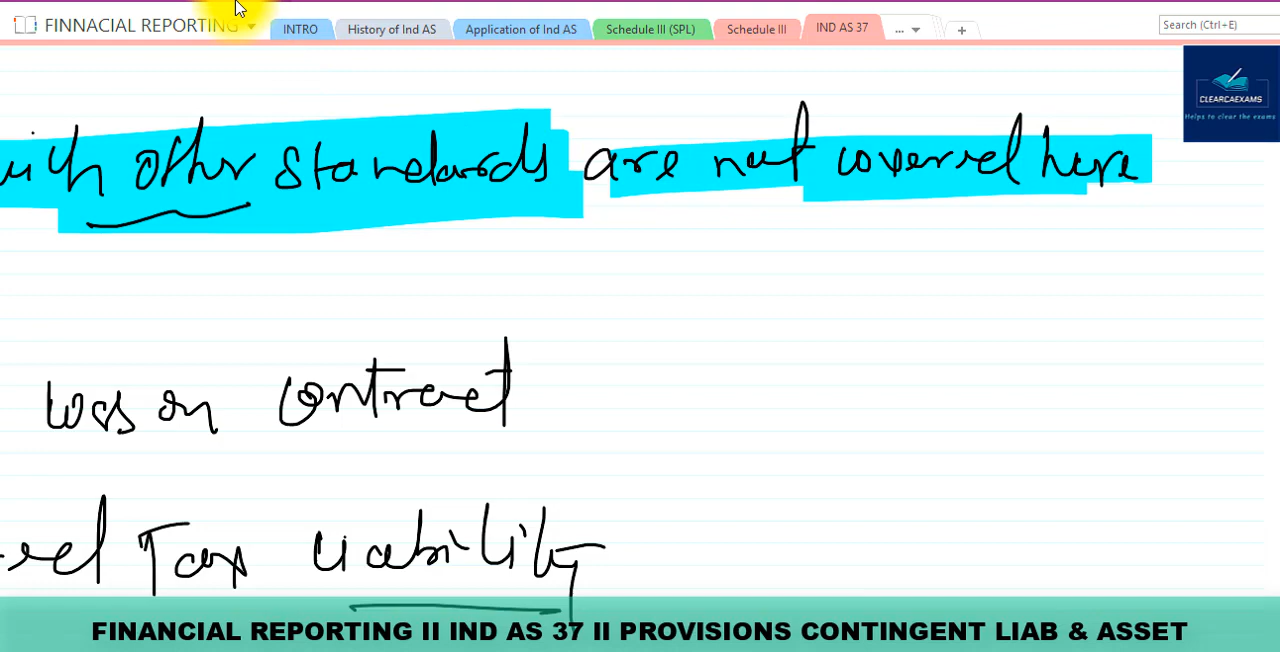 FINNACIAL REPORTING
INTRO
History of Ind AS
Application of Ind AS
Schedule III (SPL)
Schedule III
IND AS 37
...
+
Search (Ctrl+E)
CLEARCAEXAMS
Helps to clear the exams
other standards are not covered here
Loss on contract
Tax liability
FINANCIAL REPORTING II IND AS 37 II PROVISIONS CONTINGENT LIAB & ASSET